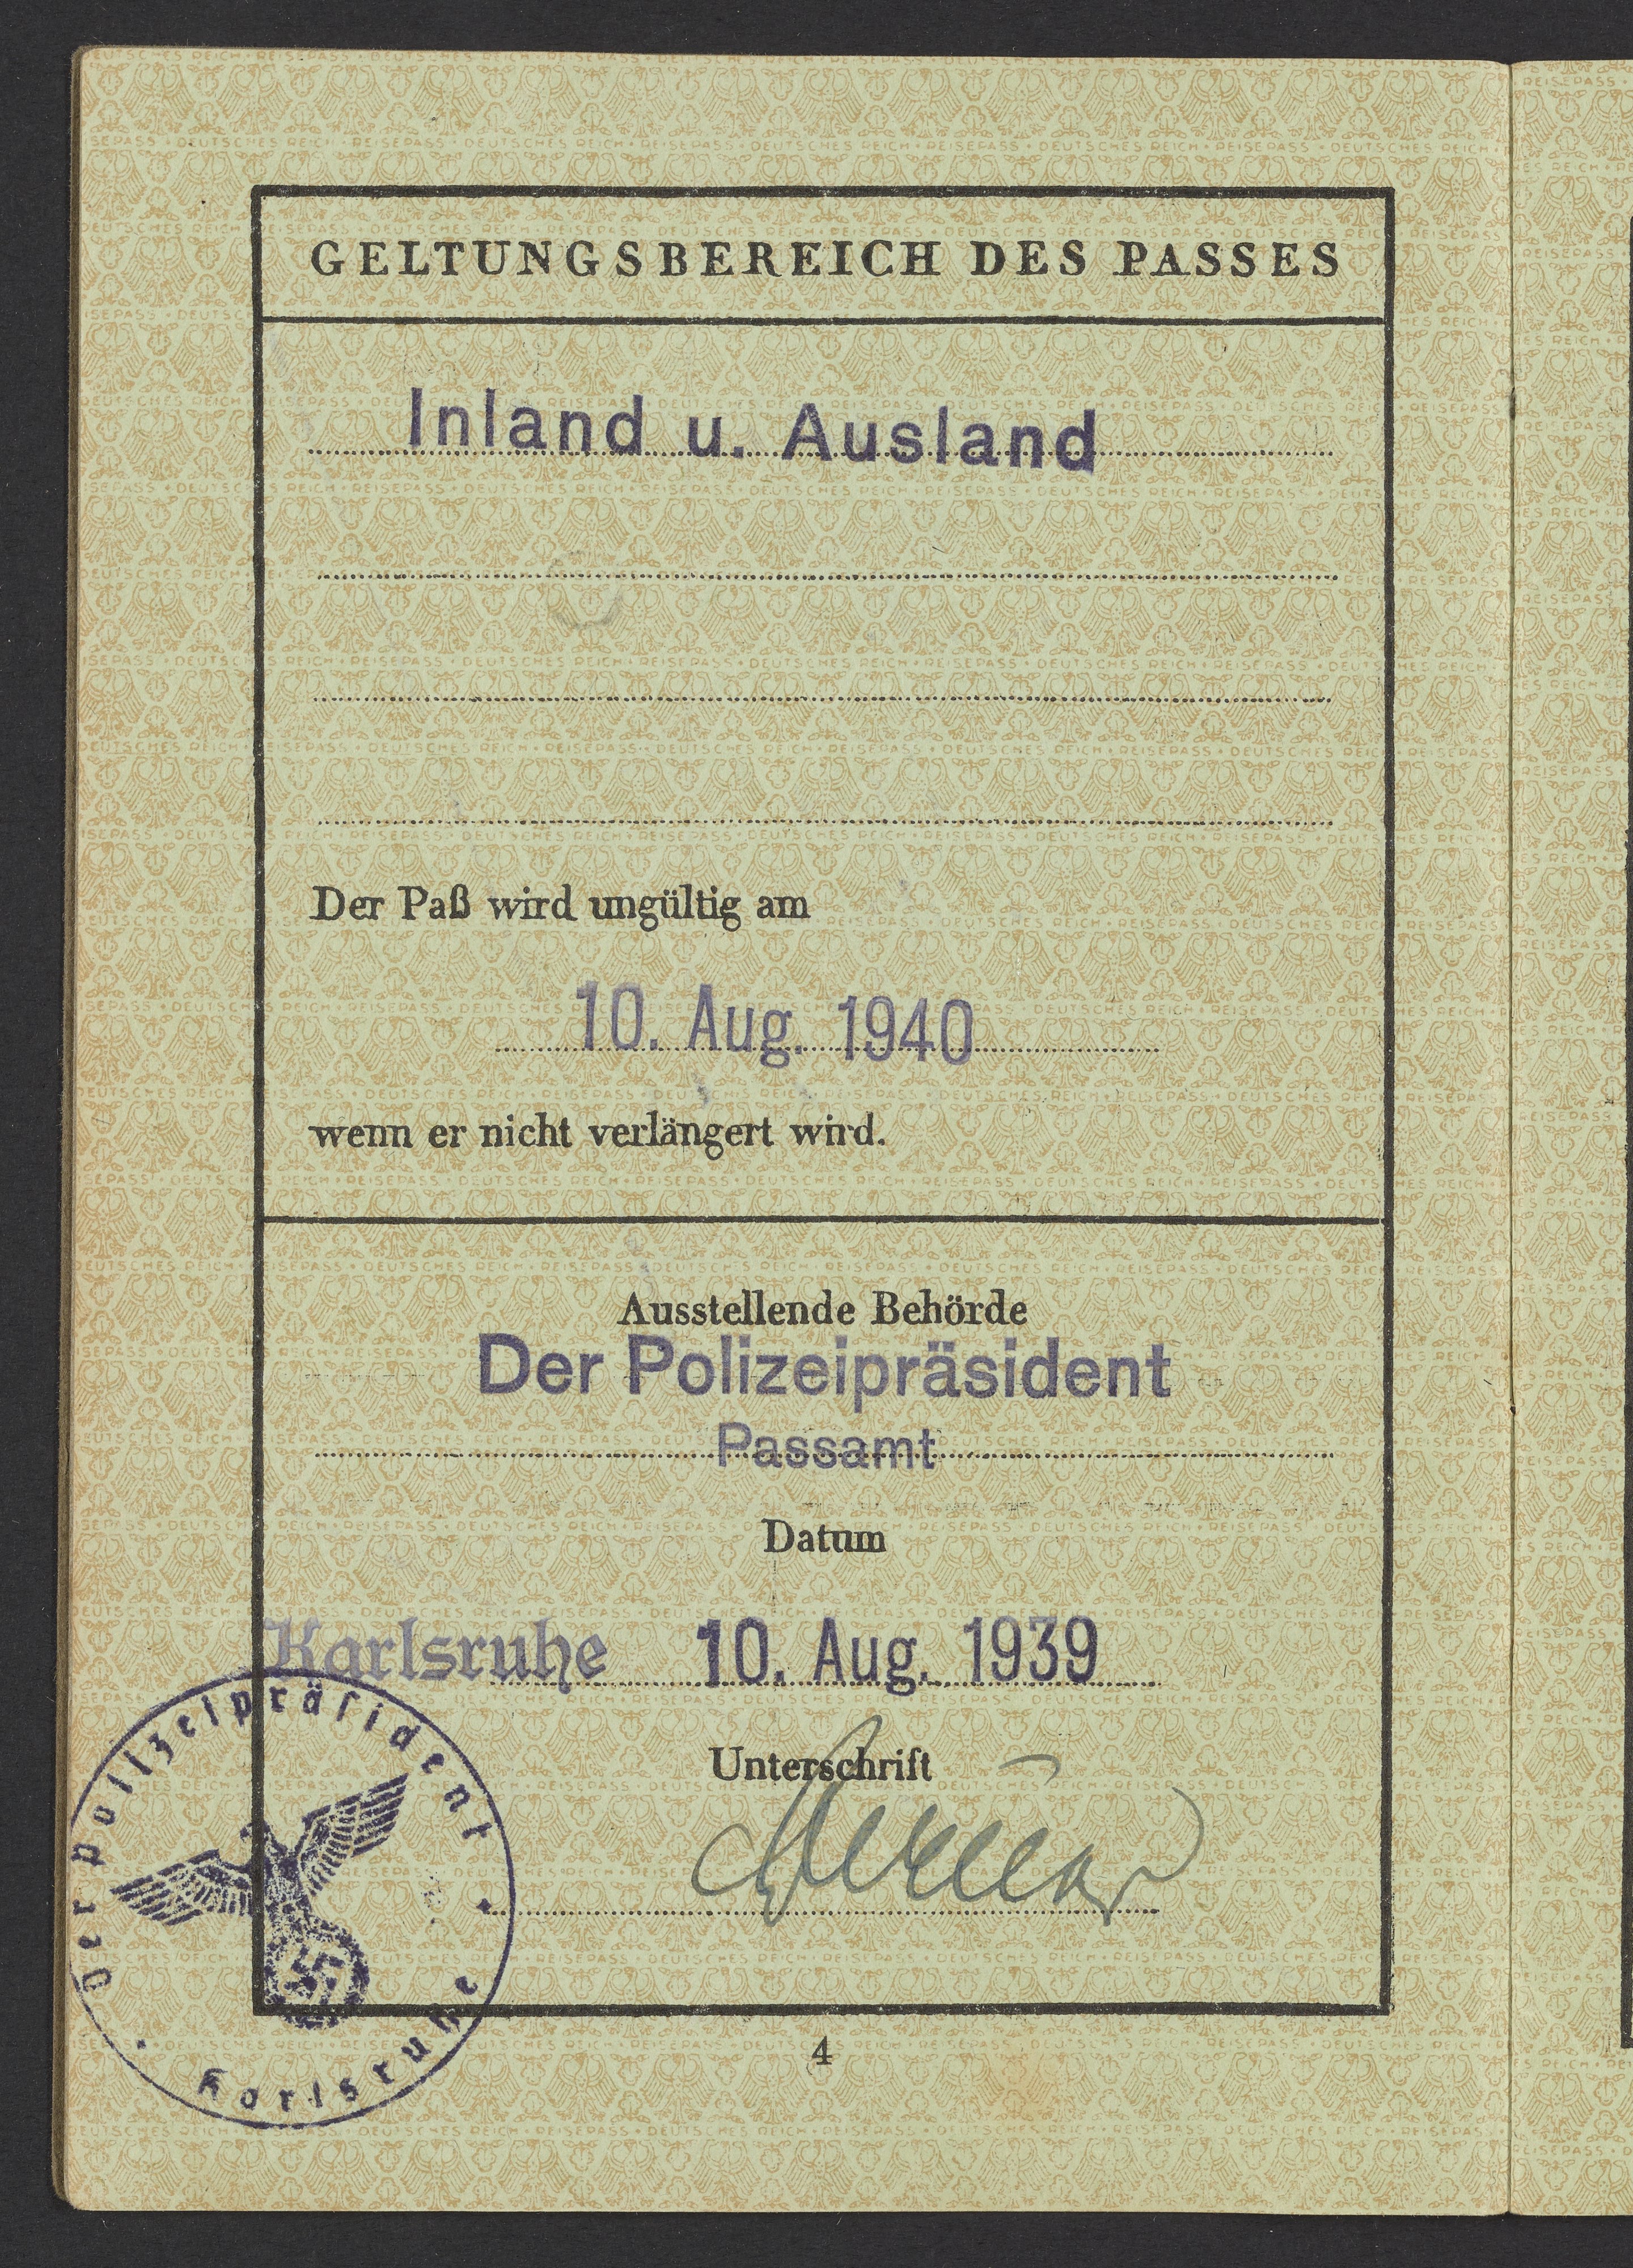 GELTUNGSBEREICH DES PASSES
Inland u. Ausland
Der Paß wird ungültig am
10. Aug. 1940
wenn er nicht verlängert wird.
Ausstellende Behörde
Der Polizeipräsident
Passamt
Datum
Karlsruhe 10. Aug. 1939
Unterschrift
Der Polizeipräsident
Karlsruhe
4